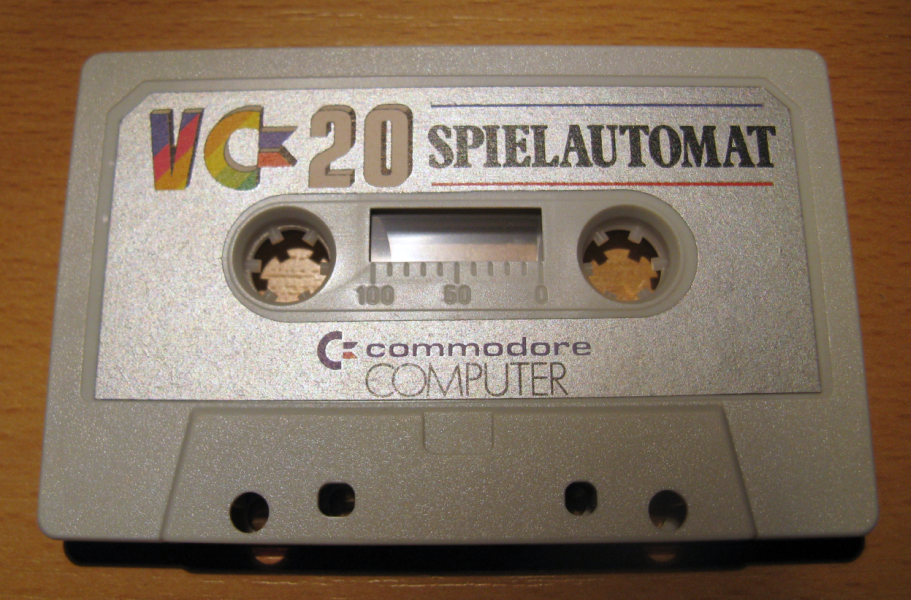 VC 20 SPIELAUTOMAT
100 50 0
commodore
COMPUTER